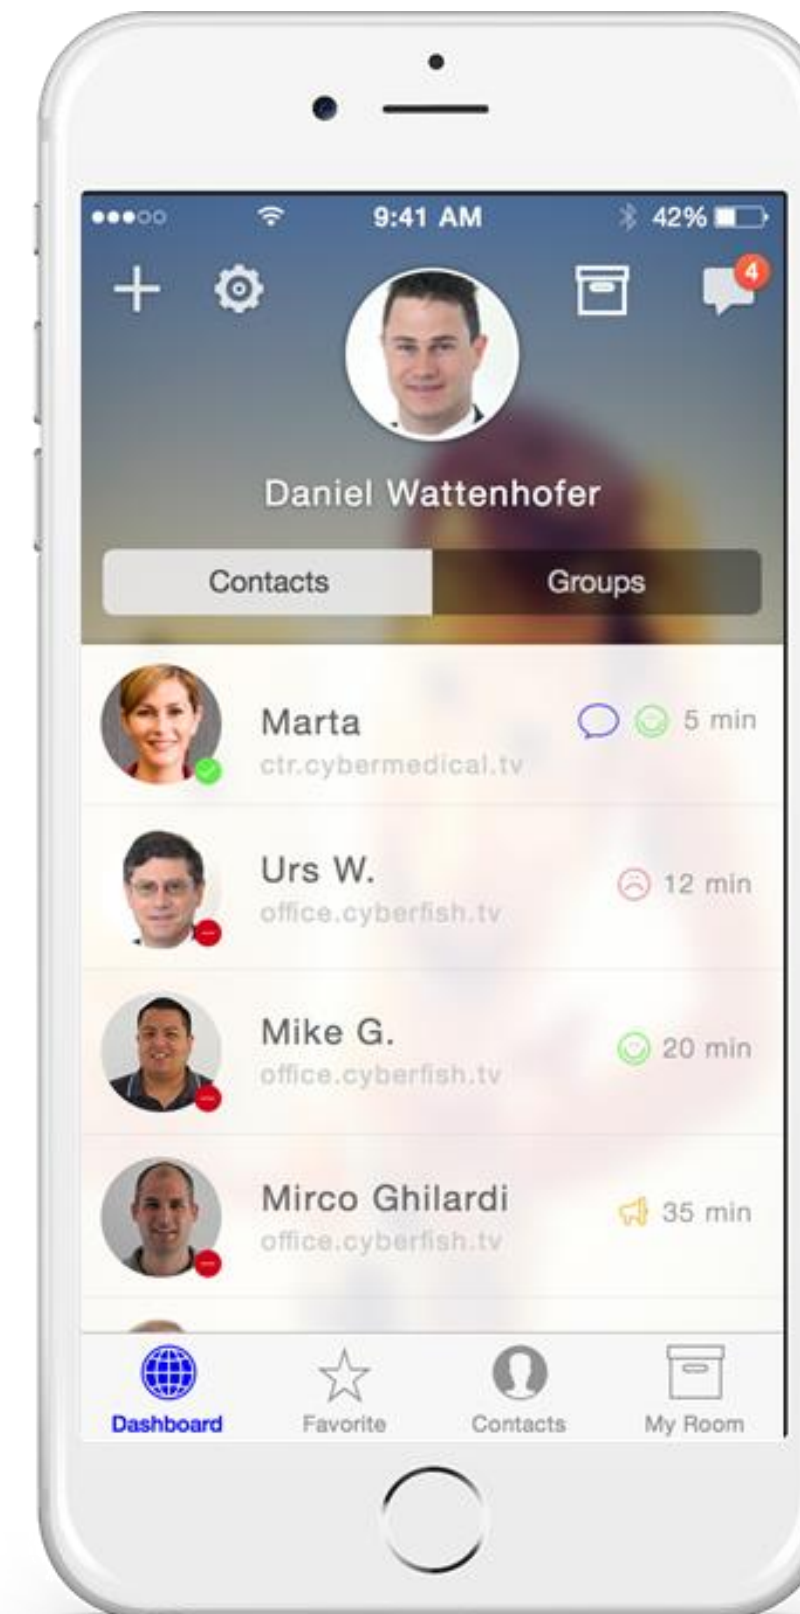 9:41 AM 42%
4
Daniel Wattenhofer
Contacts Groups
Marta 5 min
ctr.cybermedical.tv
Urs W. 12 min
office.cyberfish.tv
Mike G. 20 min
office.cyberfish.tv
Mirco Ghilardi 35 min
office.cyberfish.tv
Dashboard Favorite Contacts My Room